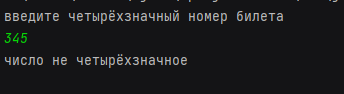 введите четырёхзначный номер билета
345
число не четырёхзначное